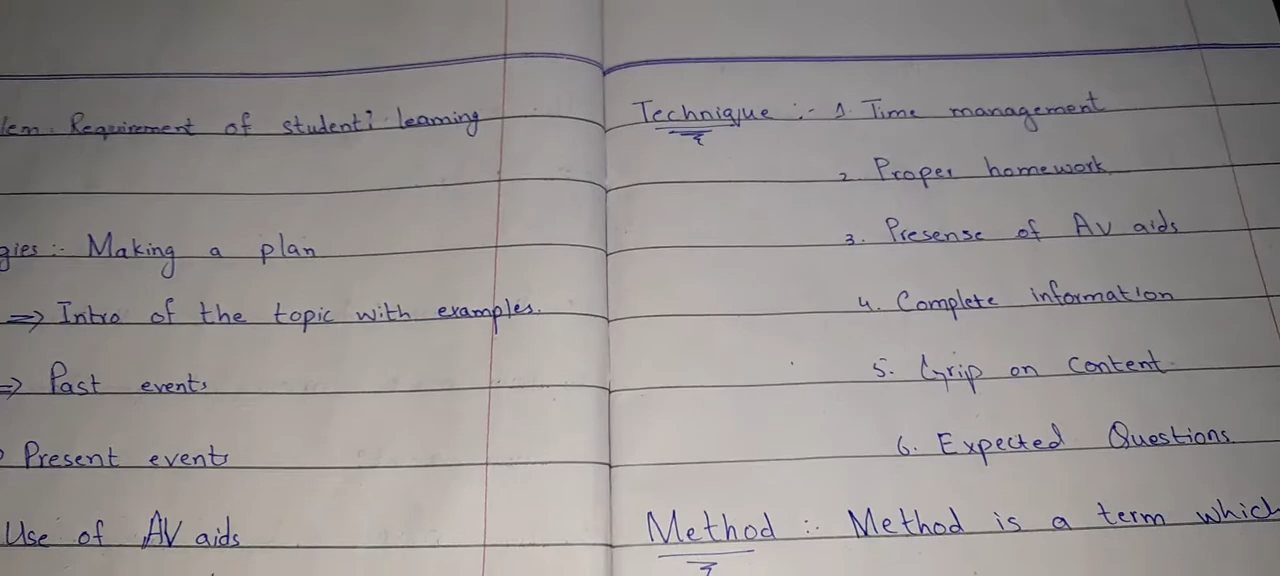 lem. Requirement of student? learning
gies :- Making a plan
=> Intro of the topic with examples.
=> Past events
Present events
Use of AV aids
Technique :- 1. Time management
2. Proper homework
3. Presense of AV aids
4. Complete information
5. Grip on Content
6. Expected Questions
Method :- Method is a term which